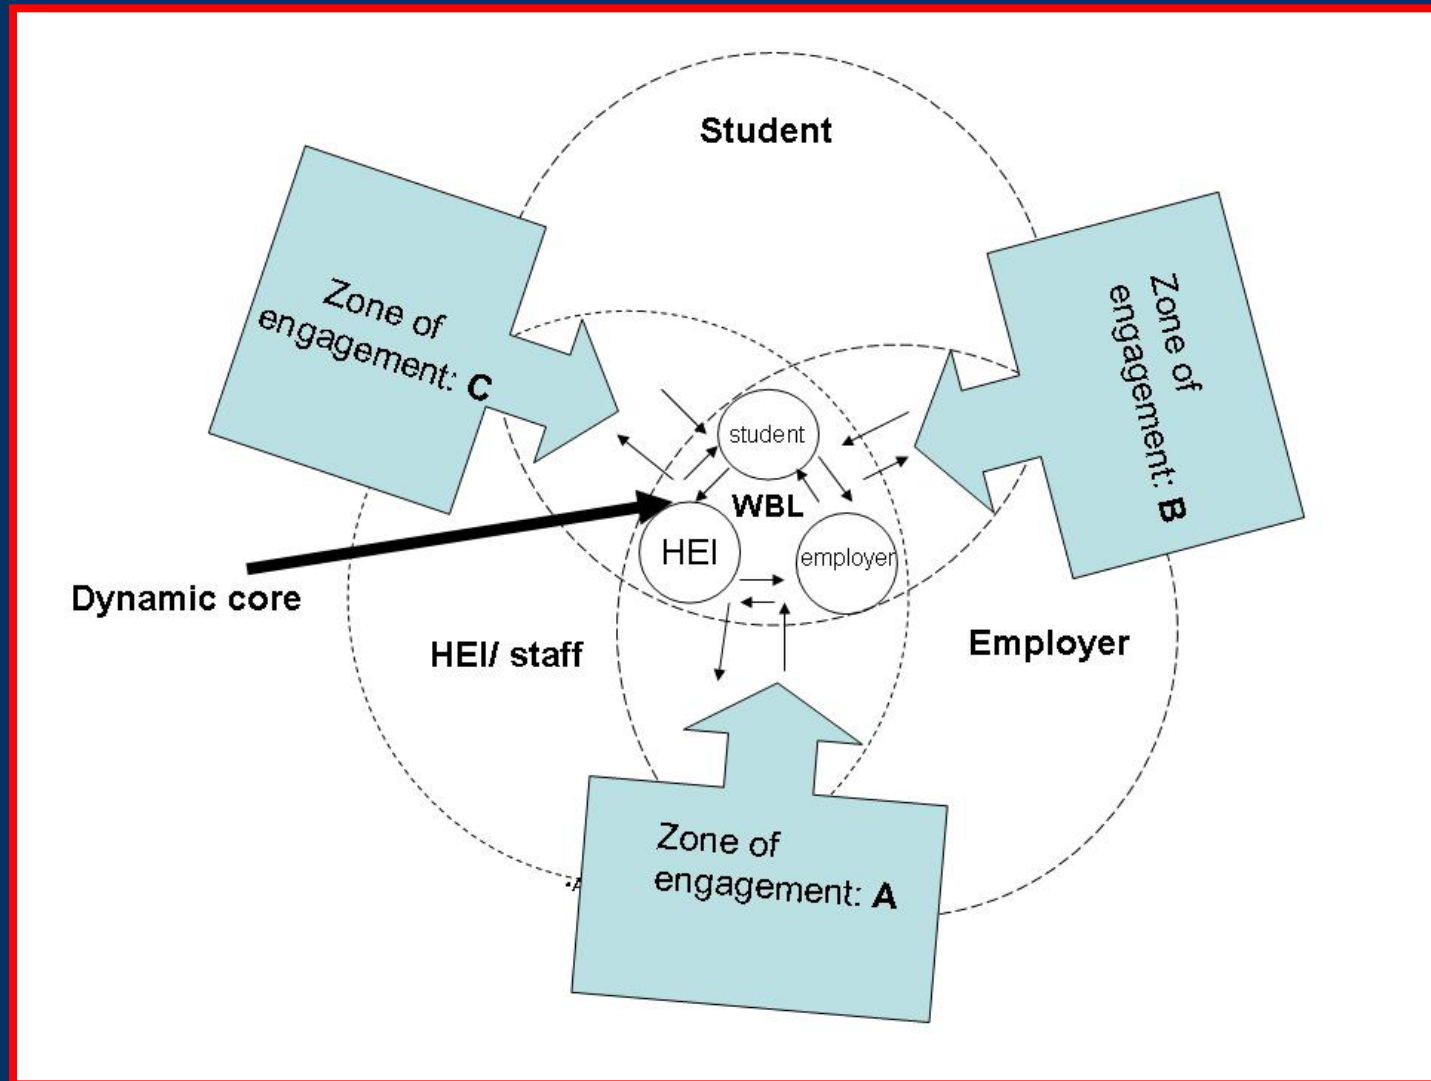 Student
Zone of
engagement: C
Zone of
engagement: B
student
WBL
HEI
employer
Dynamic core
HEI/ staff
Employer
Zone of
engagement: A